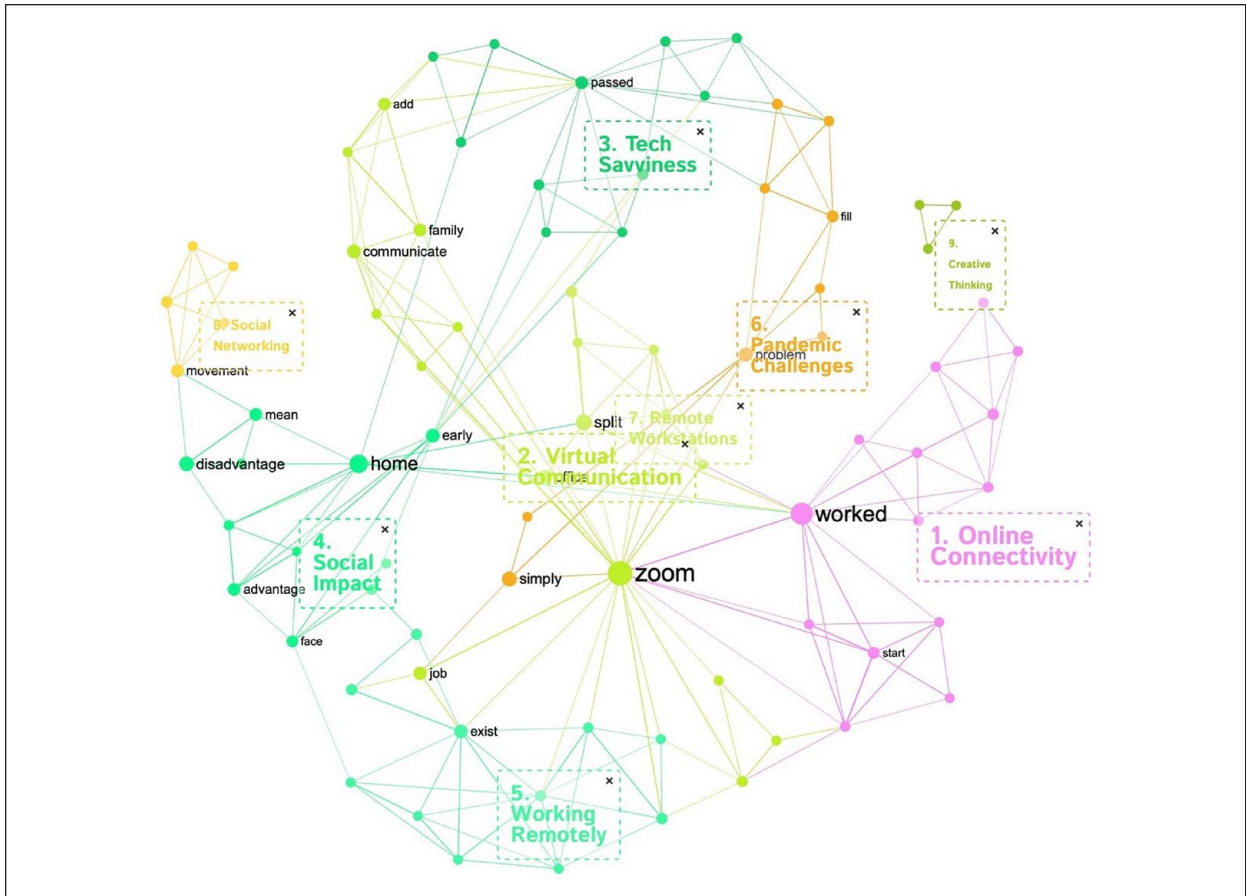 passed
add
3. Tech
Savviness
×
fill
family
communicate
9.
Creative
Thinking
×
8. Social
Networking
×
6.
Pandemic
Challenges
×
problem
movement
mean
split
7. Remote
Workstations
×
early
disadvantage
home
2. Virtual
Communication
×
office
worked
1. Online
Connectivity
×
4.
Social
Impact
×
zoom
simply
advantage
face
start
job
exist
5.
Working
Remotely
×